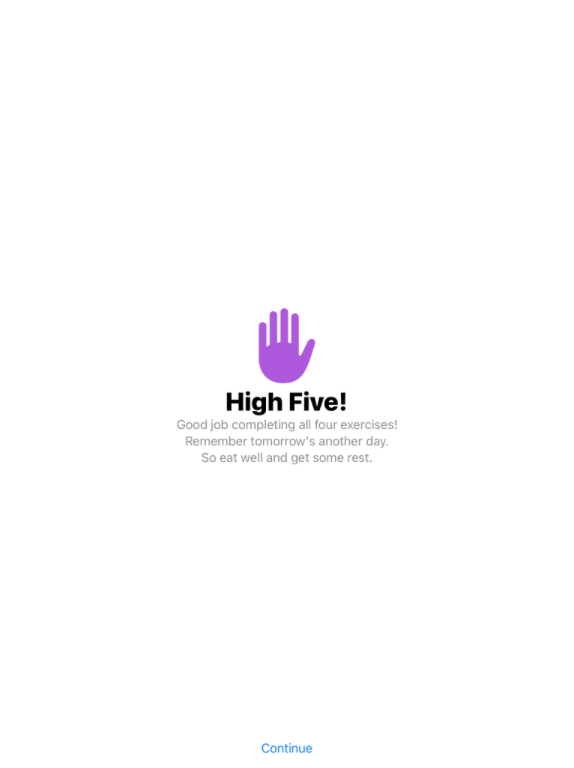 High Five!
Good job completing all four exercises!
Remember tomorrow's another day.
So eat well and get some rest.
Continue